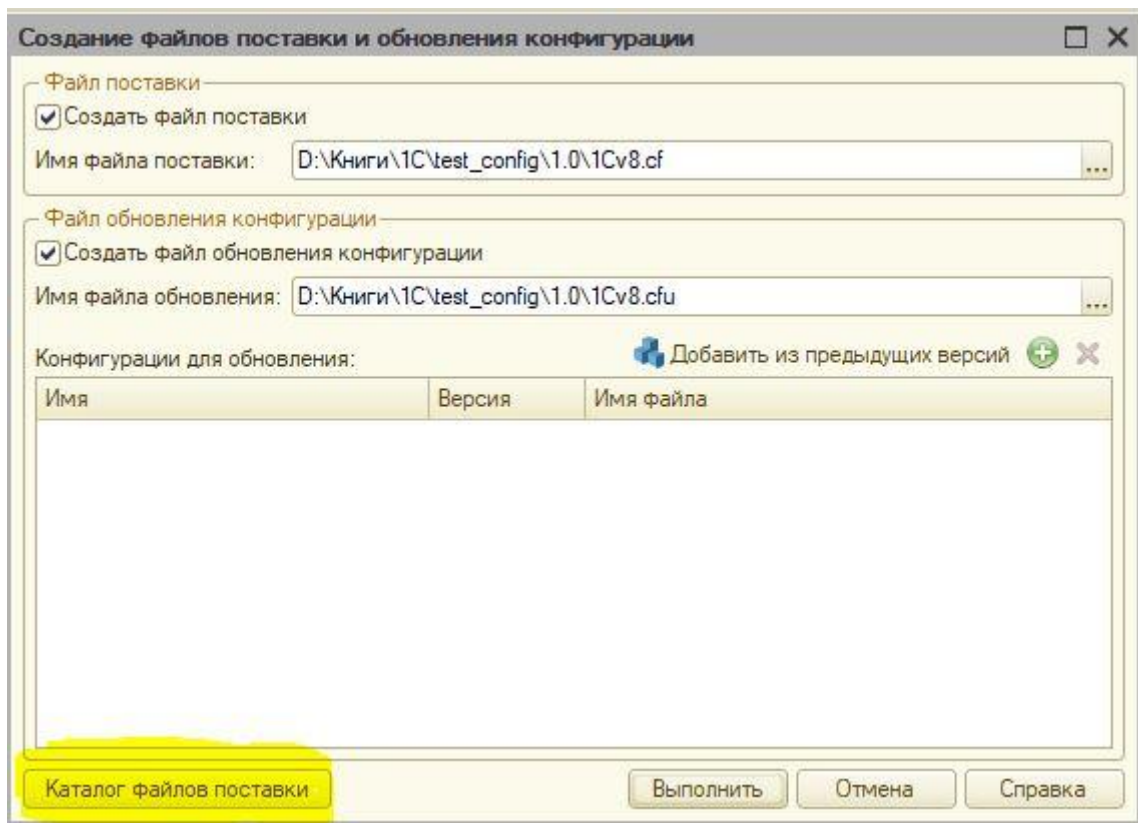 Создание файлов поставки и обновления конфигурации
Файл поставки
Создать файл поставки
Имя файла поставки: D:\Книги\1C\test_config\1.0\1Cv8.cf ...
Файл обновления конфигурации
Создать файл обновления конфигурации
Имя файла обновления: D:\Книги\1C\test_config\1.0\1Cv8.cfu ...
Конфигурации для обновления: Добавить из предыдущих версий
Имя Версия Имя файла
Каталог файлов поставки Выполнить Отмена Справка